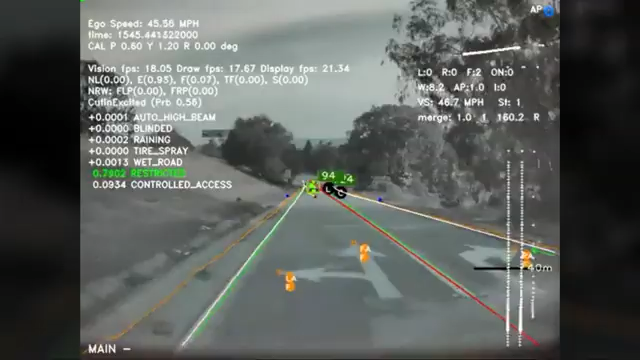 AP
Ego Speed: 45.56 MPH
time: 1545.441322000
CAL P 0.60 Y 1.20 R 0.00 deg
Vision fps: 18.05 Draw fps: 17.67 Display fps: 21.34
NL(0.00), E(0.93), F(0.07), TF(0.00), S(0.00)
NRW: FLP(0.00), FRP(0.00)
CutinExcited (Prb 0.58)
L:0 R:0 F:2 ON:0
W:8.2 AP:1.0 I:0
VS: 46.7 MPH St: 1
merge: 1.0 1 160.2 R
+0.0001 AUTO_HIGH_BEAM
+0.0000 BLINDED
+0.0002 RAINING
+0.0000 TIRE_SPRAY
+0.0013 WET_ROAD
0.7902 RESTRICTED
0.0934 CONTROLLED_ACCESS
94
40m
MAIN -